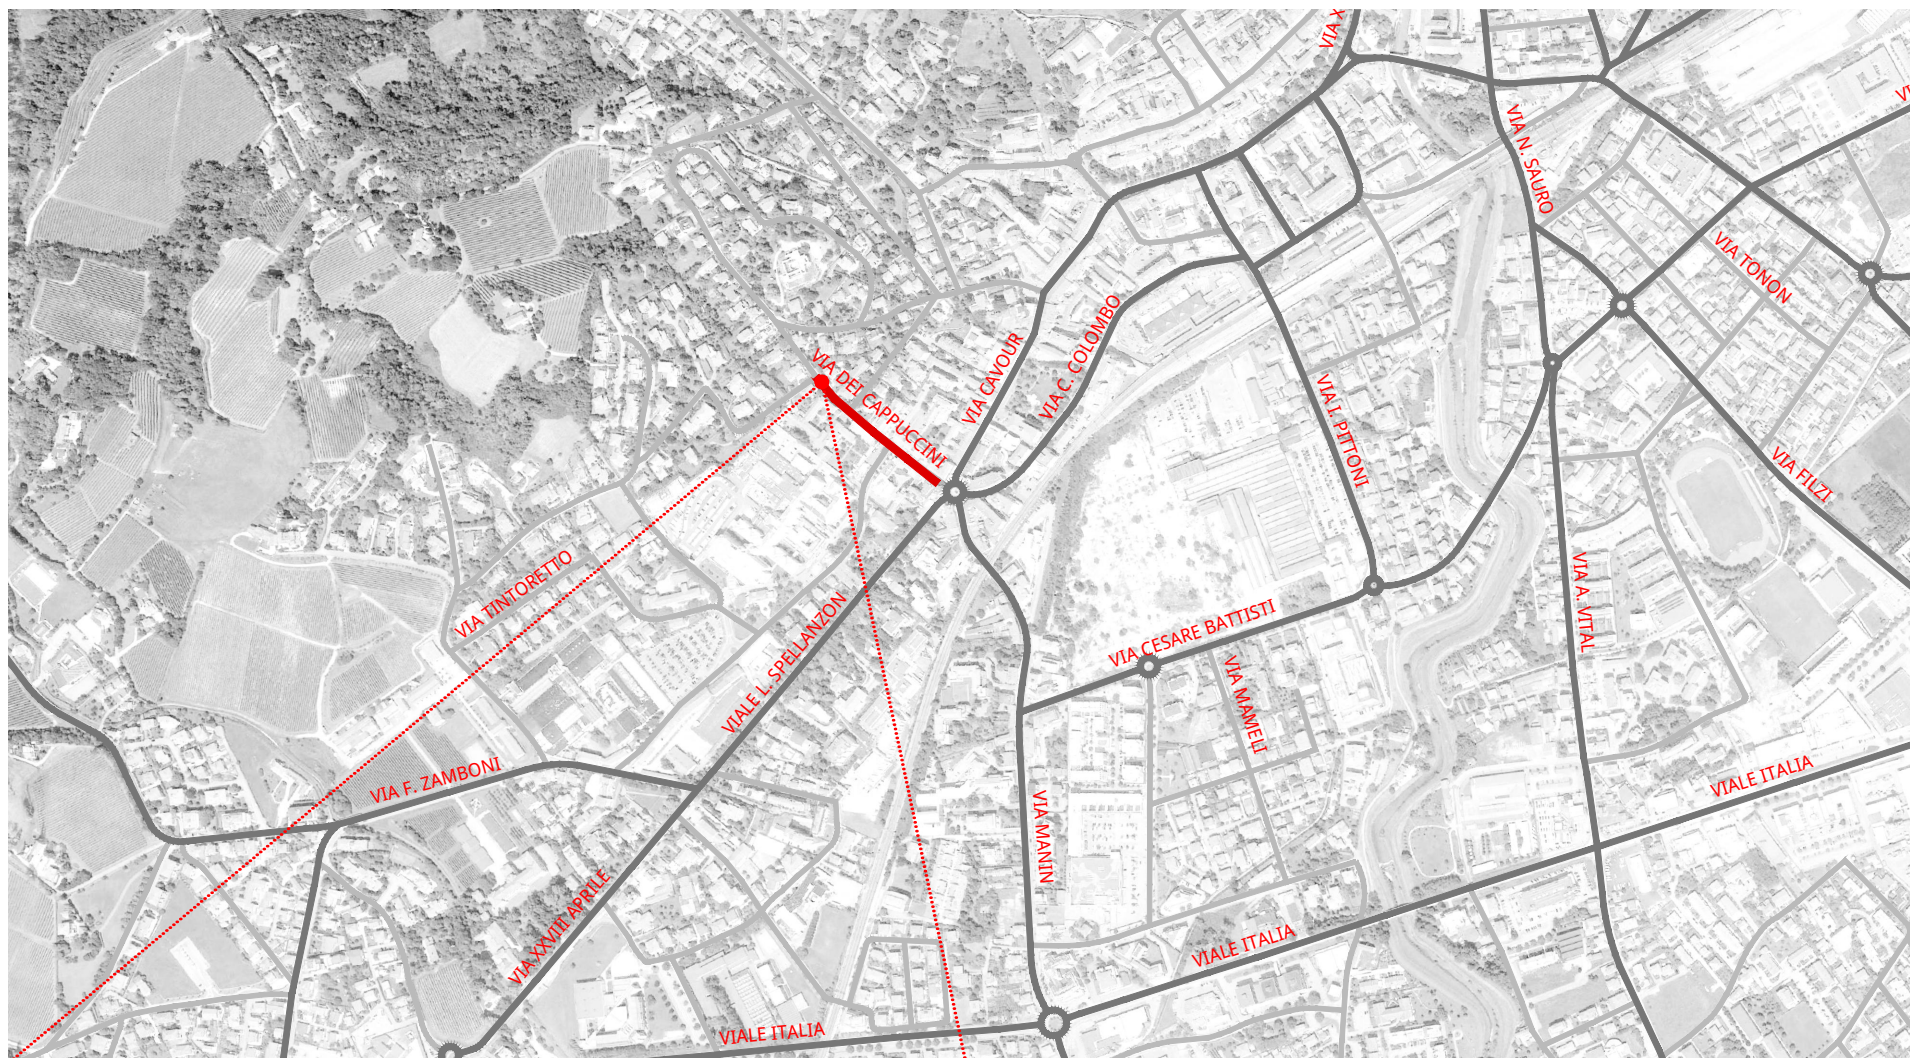 VIA N. SAURO
VIA TONON
VIA DEI CAPPUCCINI
VIA CAVOUR
VIA C. COLOMBO
VIA I. PITTONI
VIA FILZI
VIA TINTORETTO
VIALE L. SPELLANZON
VIA CESARE BATTISTI
VIA MAMELI
VIA A. VITAL
VIA F. ZAMBONI
VIA MANIN
VIALE ITALIA
VIA XXVIII APRILE
VIALE ITALIA
VIALE ITALIA